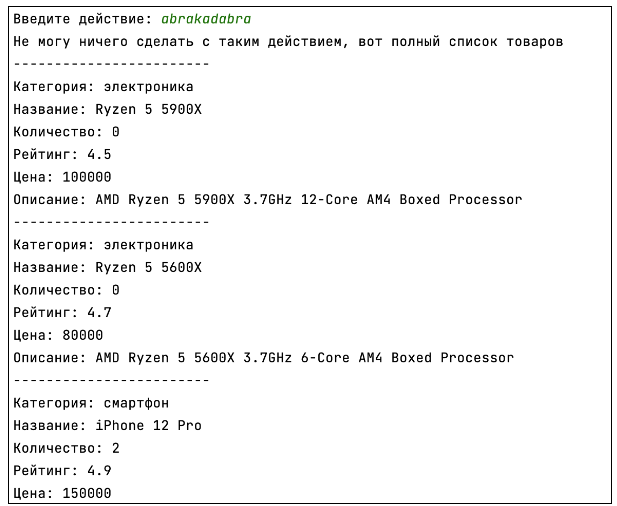 Введите действие: abrakadabra
Не могу ничего сделать с таким действием, вот полный список товаров
------------------------
Категория: электроника
Название: Ryzen 5 5900X
Количество: 0
Рейтинг: 4.5
Цена: 100000
Описание: AMD Ryzen 5 5900X 3.7GHz 12-Core AM4 Boxed Processor
------------------------
Категория: электроника
Название: Ryzen 5 5600X
Количество: 0
Рейтинг: 4.7
Цена: 80000
Описание: AMD Ryzen 5 5600X 3.7GHz 6-Core AM4 Boxed Processor
------------------------
Категория: смартфон
Название: iPhone 12 Pro
Количество: 2
Рейтинг: 4.9
Цена: 150000